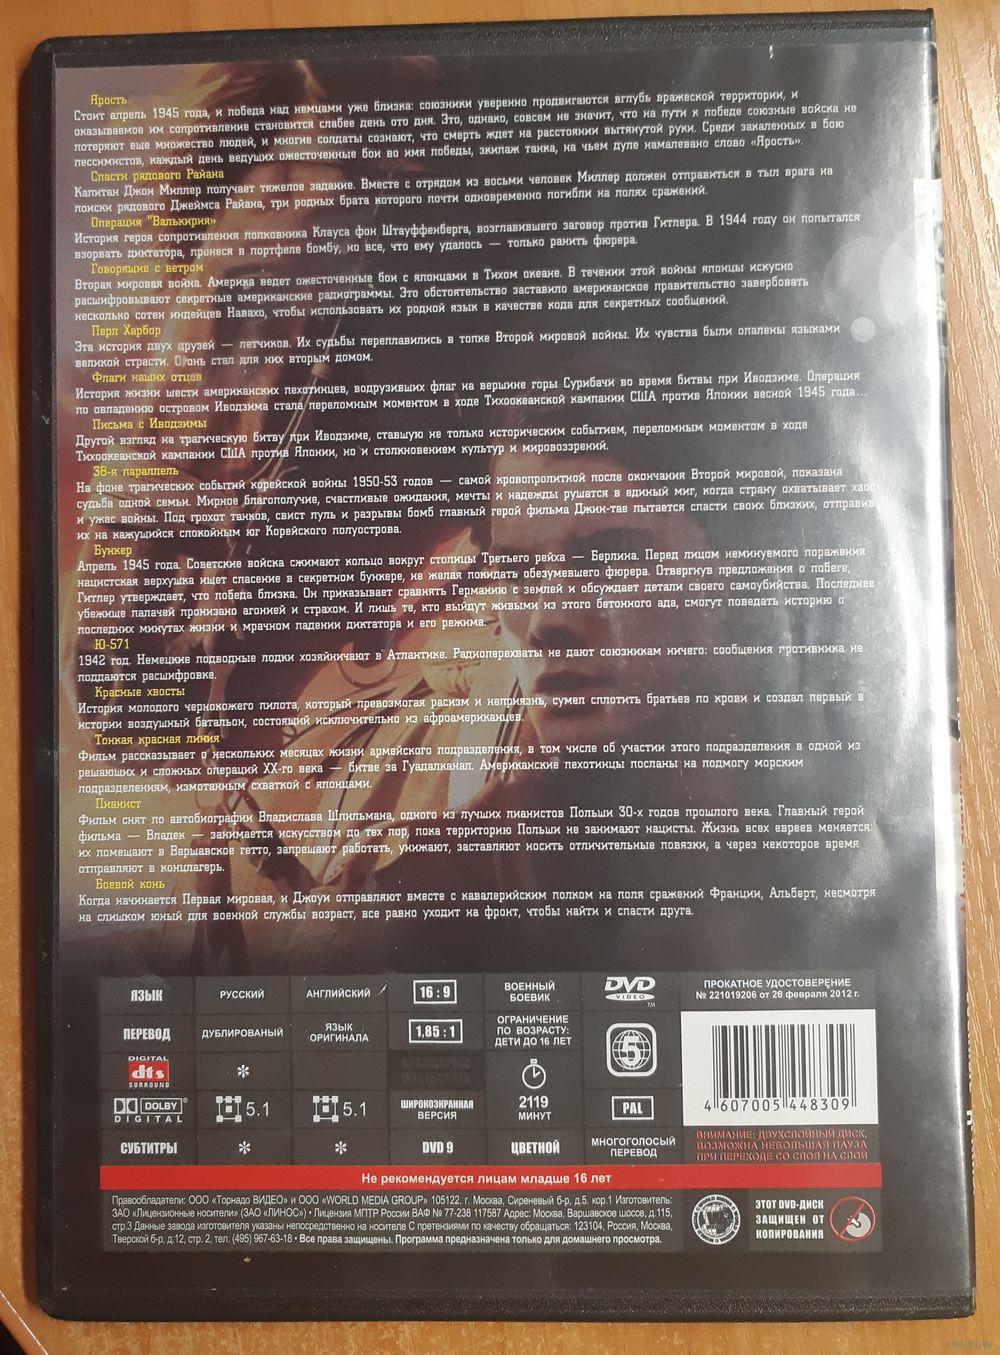 Ярость
Стоит апрель 1945 года, и победа над немцами уже близка: союзники уверенно продвигаются вглубь вражеской территории, и
оказываемое им сопротивление становится слабее день ото дня. Это, однако, совсем не значит, что на пути к победе союзные войска не
потеряют еще множество людей, и многие солдаты сознают, что смерть ждет на расстоянии вытянутой руки. Среди закаленных в бою
пессимистов, каждый день ведущих ожесточенные бои во имя победы, экипаж танка, на чьем дуле намалевано слово «Ярость».
Спасти рядового Райана
Капитан Джон Миллер получает тяжелое задание. Вместе с отрядом из восьми человек Миллер должен отправиться в тыл врага на
поиски рядового Джеймса Райана, три родных брата которого почти одновременно погибли на полях сражений.
Операция "Валькирия»
История героя сопротивления полковника Клауса фон Штауффенберга, возглавившего заговор против Гитлера. В 1944 году он попытался
взорвать диктатора, пронеся в портфеле бомбу, но все, что ему удалось — только ранить фюрера.
Говорящие с ветром
Вторая мировая война. Америка ведет ожесточенные бои с японцами в Тихом океане. В течении этой войны японцы искусно
расшифровывают секретные американские радиограммы. Это обстоятельство заставило американское правительство завербовать
несколько сотен индейцев Навахо, чтобы использовать их родной язык в качестве кода для секретных сообщений.
Перл Харбор
Эта история двух друзей — летчиков. Их судьбы переплавились в топке Второй мировой войны. Их чувства были опалены языками
великой страсти. Огонь стал для них вторым домом.
Флаги наших отцов
История жизни шести американских пехотинцев, водрузивших флаг на вершине горы Сурибачи во время битвы при Иводзиме. Операция
по овладению островом Иводзима стала переломным моментом в ходе Тихоокеанской кампании США против Японии весной 1945 года...
Письма с Иводзимы
Другой взгляд на трагическую битву при Иводзиме, ставшую не только историческим событием, переломным моментом в ходе
Тихоокеанской кампании США против Японии, но и столкновением культур и мировоззрений.
38-я параллель
На фоне трагических событий корейской войны 1950-53 годов — самой кровопролитной после окончания Второй мировой, показана
судьба одной семьи. Мирное благополучие, счастливые ожидания, мечты и надежды рушатся в единый миг, когда страну охватывает хаос
и ужас войны. Под грохот танков, свист пуль и разрывы бомб главный герой фильма Джин-тае пытается спасти своих близких, отправив
их на кажущийся спокойным юг Корейского полуострова.
Бункер
Апрель 1945 года. Советские войска сжимают кольцо вокруг столицы Третьего рейха — Берлина. Перед лицом неминуемого поражения
нацистская верхушка ищет спасение в секретном бункере, не желая покидать обезумевшего фюрера. Отвергнув предложения о побеге,
Гитлер утверждает, что победа близка. Он приказывает сравнять Германию с землей и обсуждает детали своего самоубийства. Последнее
убежище палачей пронизано агонией и страхом. И лишь те, кто выйдут живыми из этого бетонного ада, смогут поведать историю о
последних минутах жизни и мрачном падении диктатора и его режима.
Ю-571
1942 год. Немецкие подводные лодки хозяйничают в Атлантике. Радиоперехваты не дают союзникам ничего: сообщения противника не
поддаются расшифровке.
Красные хвосты
История молодого чернокожего пилота, который превозмогая расизм и неприязнь, сумел сплотить братьев по крови и создал первый в
истории воздушный батальон, состоящий исключительно из афроамериканцев.
Тонкая красная линия
Фильм рассказывает о нескольких месяцах жизни армейского подразделения, в том числе об участии этого подразделения в одной из
решающих и сложных операций XX-го века — битве за Гуадалканал. Американские пехотинцы посланы на подмогу морским
подразделениям, измотанным схваткой с японцами.
Пианист
Фильм снят по автобиографии Владислава Шпильмана, одного из лучших пианистов Польши 30-х годов прошлого века. Главный герой
фильма — Владек — занимается искусством до тех пор, пока территорию Польши не занимают нацисты. Жизнь всех евреев меняется:
их помещают в Варшавское гетто, запрещают работать, унижают, заставляют носить отличительные повязки, а через некоторое время
отправляют в концлагерь.
Боевой конь
Когда начинается Первая мировая, и Джоуи отправляют вместе с кавалерийским полком на поля сражений Франции, Альберт, несмотря
на слишком юный для военной службы возраст, все равно уходит на фронт, чтобы найти и спасти друга.
ЯЗЫК РУССКИЙ АНГЛИЙСКИЙ 16 : 9 ВОЕННЫЙ БОЕВИК DVD VIDEO TM
ПРОКАТНОЕ УДОСТОВЕРЕНИЕ
№ 221019206 от 26 февраля 2012 г.
ПЕРЕВОД ДУБЛИРОВАНЫЙ ЯЗЫК ОРИГИНАЛА 1.85 : 1
ОГРАНИЧЕНИЕ
ПО ВОЗРАСТУ:
ДЕТИ ДО 16 ЛЕТ
5
DIGITAL
dts
SURROUND
*
ANAMORPHIC
WIDESCREEN
DOLBY
DIGITAL
5.1 5.1
ШИРОКОЭКРАННАЯ
ВЕРСИЯ
2119
МИНУТ
PAL
4 607005 448309
СУБТИТРЫ * * DVD 9 ЦВЕТНОЙ
МНОГОГОЛОСЫЙ
ПЕРЕВОД
ВНИМАНИЕ: ДВУХСЛОЙНЫЙ ДИСК.
ВОЗМОЖНА НЕБОЛЬШАЯ ПАУЗА
ПРИ ПЕРЕХОДЕ СО СЛОЯ НА СЛОЙ
Не рекомендуется лицам младше 16 лет
Правообладатели: ООО «Торнадо ВИДЕО» и ООО «WORLD MEDIA GROUP» 105122, г. Москва, Сиреневый б-р, д.5. кор.1 Изготовитель:
ЗАО «Лицензионные носители» (ЗАО «ЛИНОС») • Лицензия МПТР России ВАФ № 77-238 117587 Адрес: Москва, Варшавское шоссе, д.115,
стр.3 Данные завода изготовителя указаны непосредственно на носителе С претензиями по качеству обращаться: 123104, Россия, Москва,
Тверской б-р, д.12, стр. 2, тел. (495) 967-63-18 • Все права защищены. Программа предназначена только для домашнего просмотра.
ЭТОТ DVD-ДИСК
ЗАЩИЩЕН ОТ
КОПИРОВАНИЯ